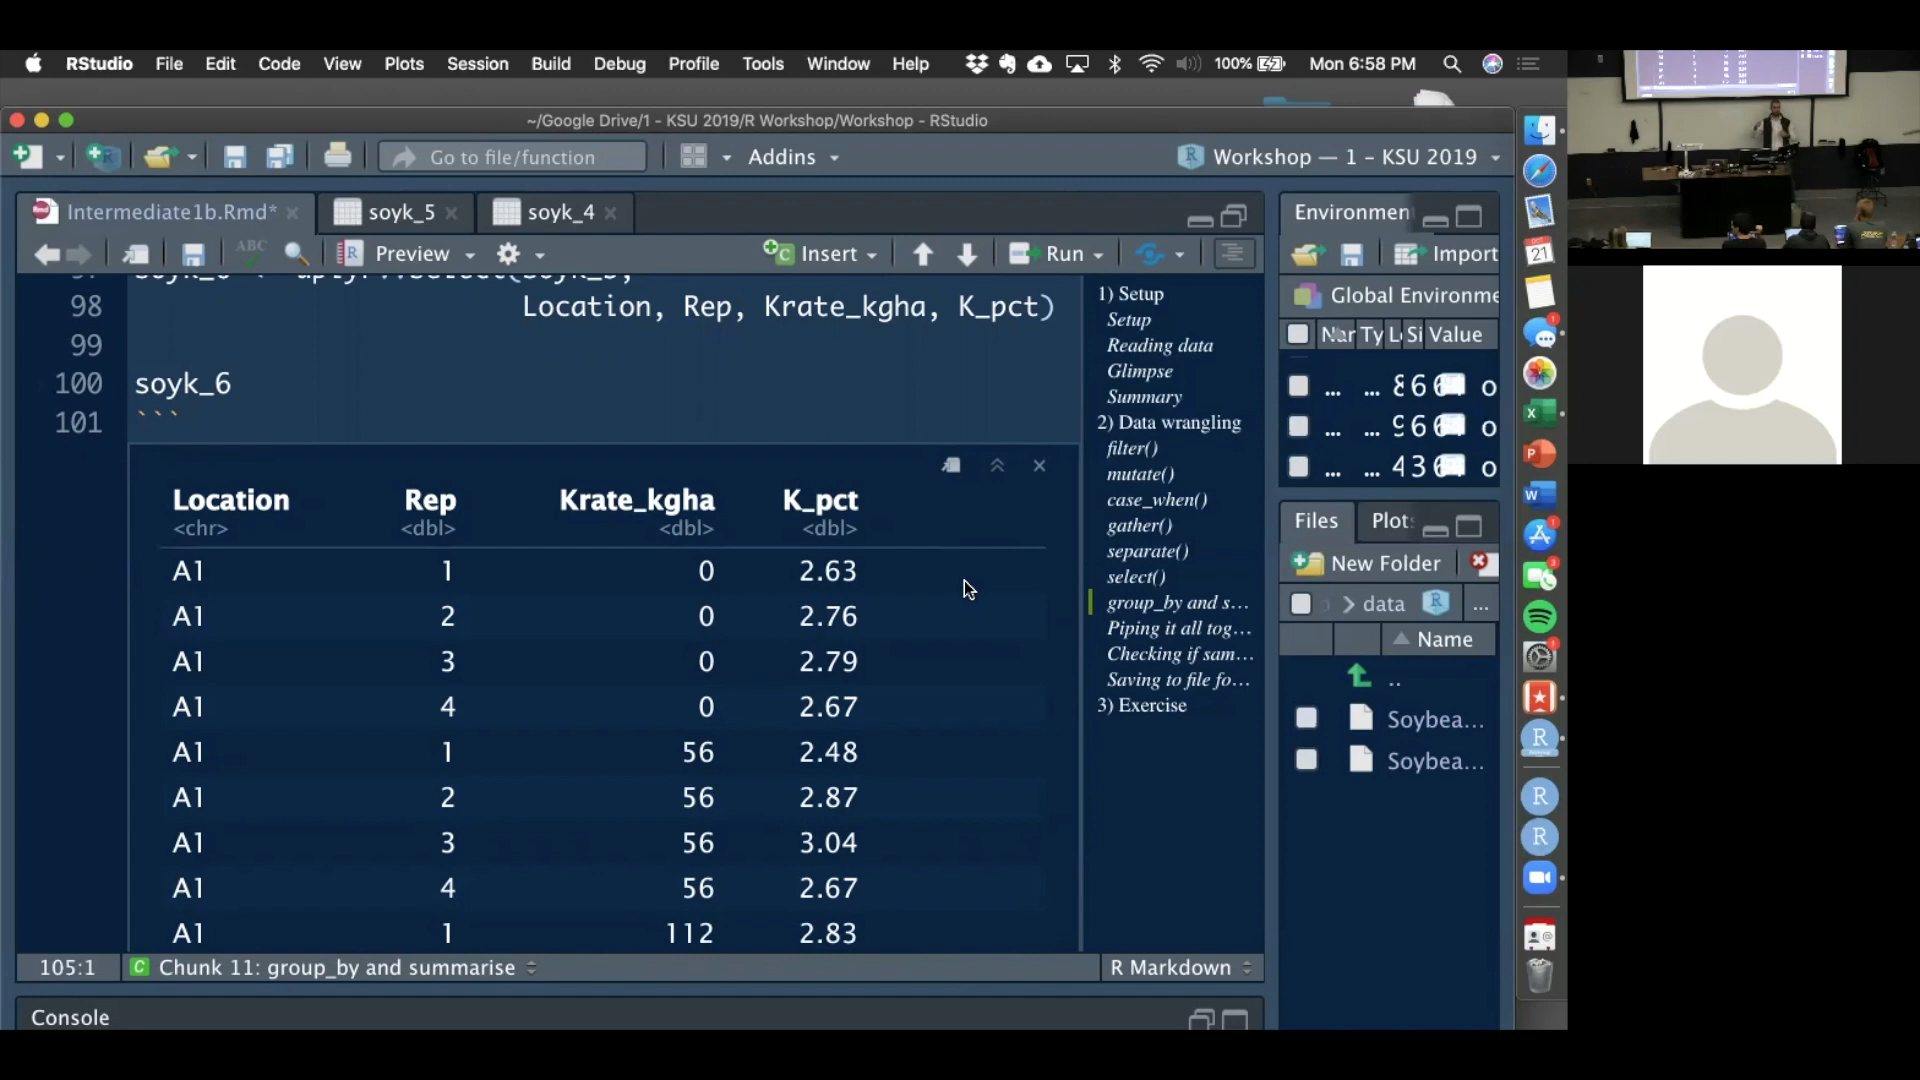 RStudio File Edit Code View Plots Session Build Debug Profile Tools Window Help 100% Mon 6:58 PM
~/Google Drive/1 - KSU 2019/R Workshop/Workshop - RStudio
Go to file/function Addins Workshop — 1 - KSU 2019
Intermediate1b.Rmd* soyk_5 soyk_4
ABC Preview Insert Run
98 Location, Rep, Krate_kgha, K_pct)
99
100 soyk_6
101 ```
Location Rep Krate_kgha K_pct
<chr> <dbl> <dbl> <dbl>
A1 1 0 2.63
A1 2 0 2.76
A1 3 0 2.79
A1 4 0 2.67
A1 1 56 2.48
A1 2 56 2.87
A1 3 56 3.04
A1 4 56 2.67
A1 1 112 2.83
105:1 Chunk 11: group_by and summarise R Markdown
Console
1) Setup
Setup
Reading data
Glimpse
Summary
2) Data wrangling
filter()
mutate()
case_when()
gather()
separate()
select()
group_by and s...
Piping it all tog...
Checking if sam...
Saving to file fo...
3) Exercise
Environmen
Import
Global Environme
Ty Si Value
Files Plot
New Folder
data ...
Name
..
Soybea...
Soybea...
OCT
21